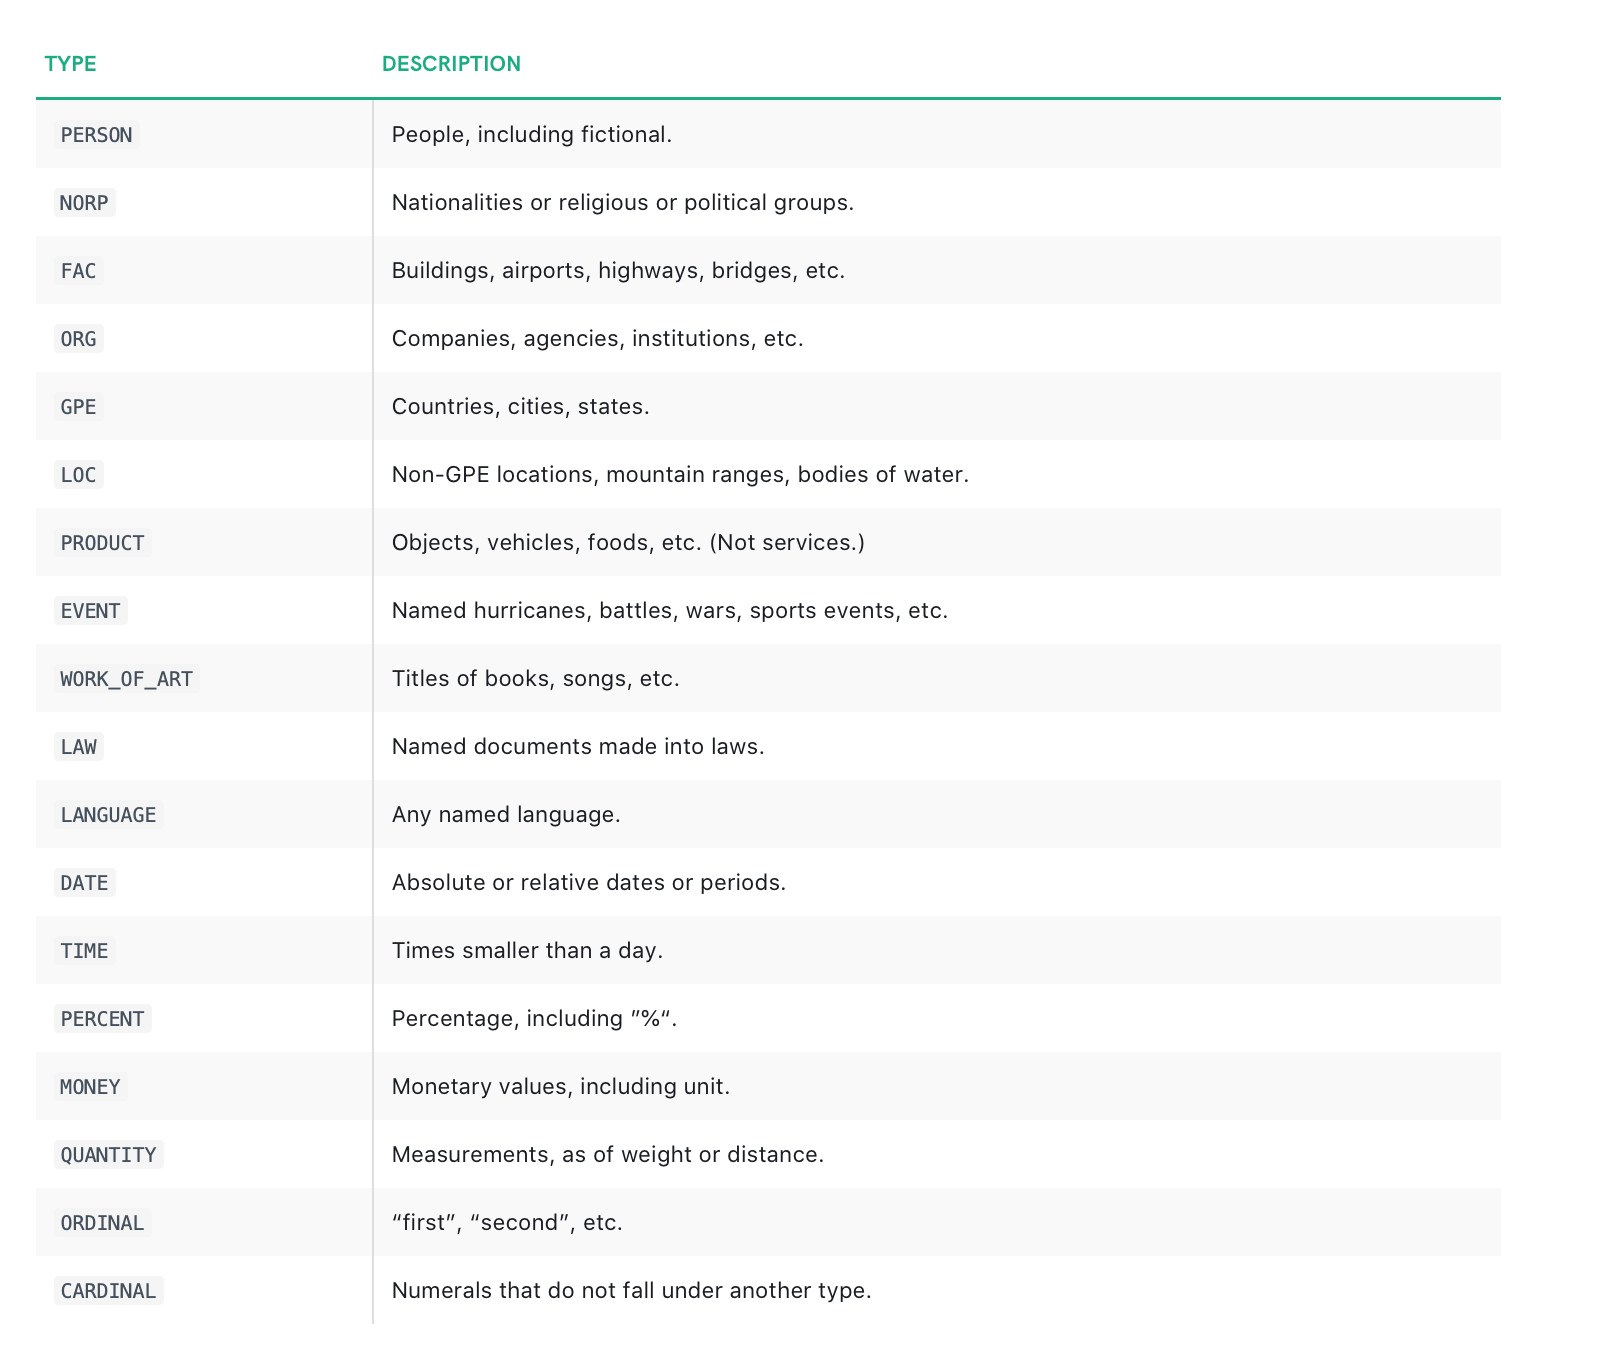 TYPE DESCRIPTION
PERSON People, including fictional.
NORP Nationalities or religious or political groups.
FAC Buildings, airports, highways, bridges, etc.
ORG Companies, agencies, institutions, etc.
GPE Countries, cities, states.
LOC Non-GPE locations, mountain ranges, bodies of water.
PRODUCT Objects, vehicles, foods, etc. (Not services.)
EVENT Named hurricanes, battles, wars, sports events, etc.
WORK_OF_ART Titles of books, songs, etc.
LAW Named documents made into laws.
LANGUAGE Any named language.
DATE Absolute or relative dates or periods.
TIME Times smaller than a day.
PERCENT Percentage, including ”%“.
MONEY Monetary values, including unit.
QUANTITY Measurements, as of weight or distance.
ORDINAL “first”, “second”, etc.
CARDINAL Numerals that do not fall under another type.